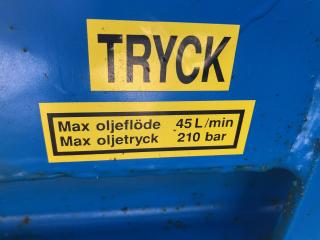 TRYCK
Max oljeflöde 45 L/min
Max oljetryck 210 bar